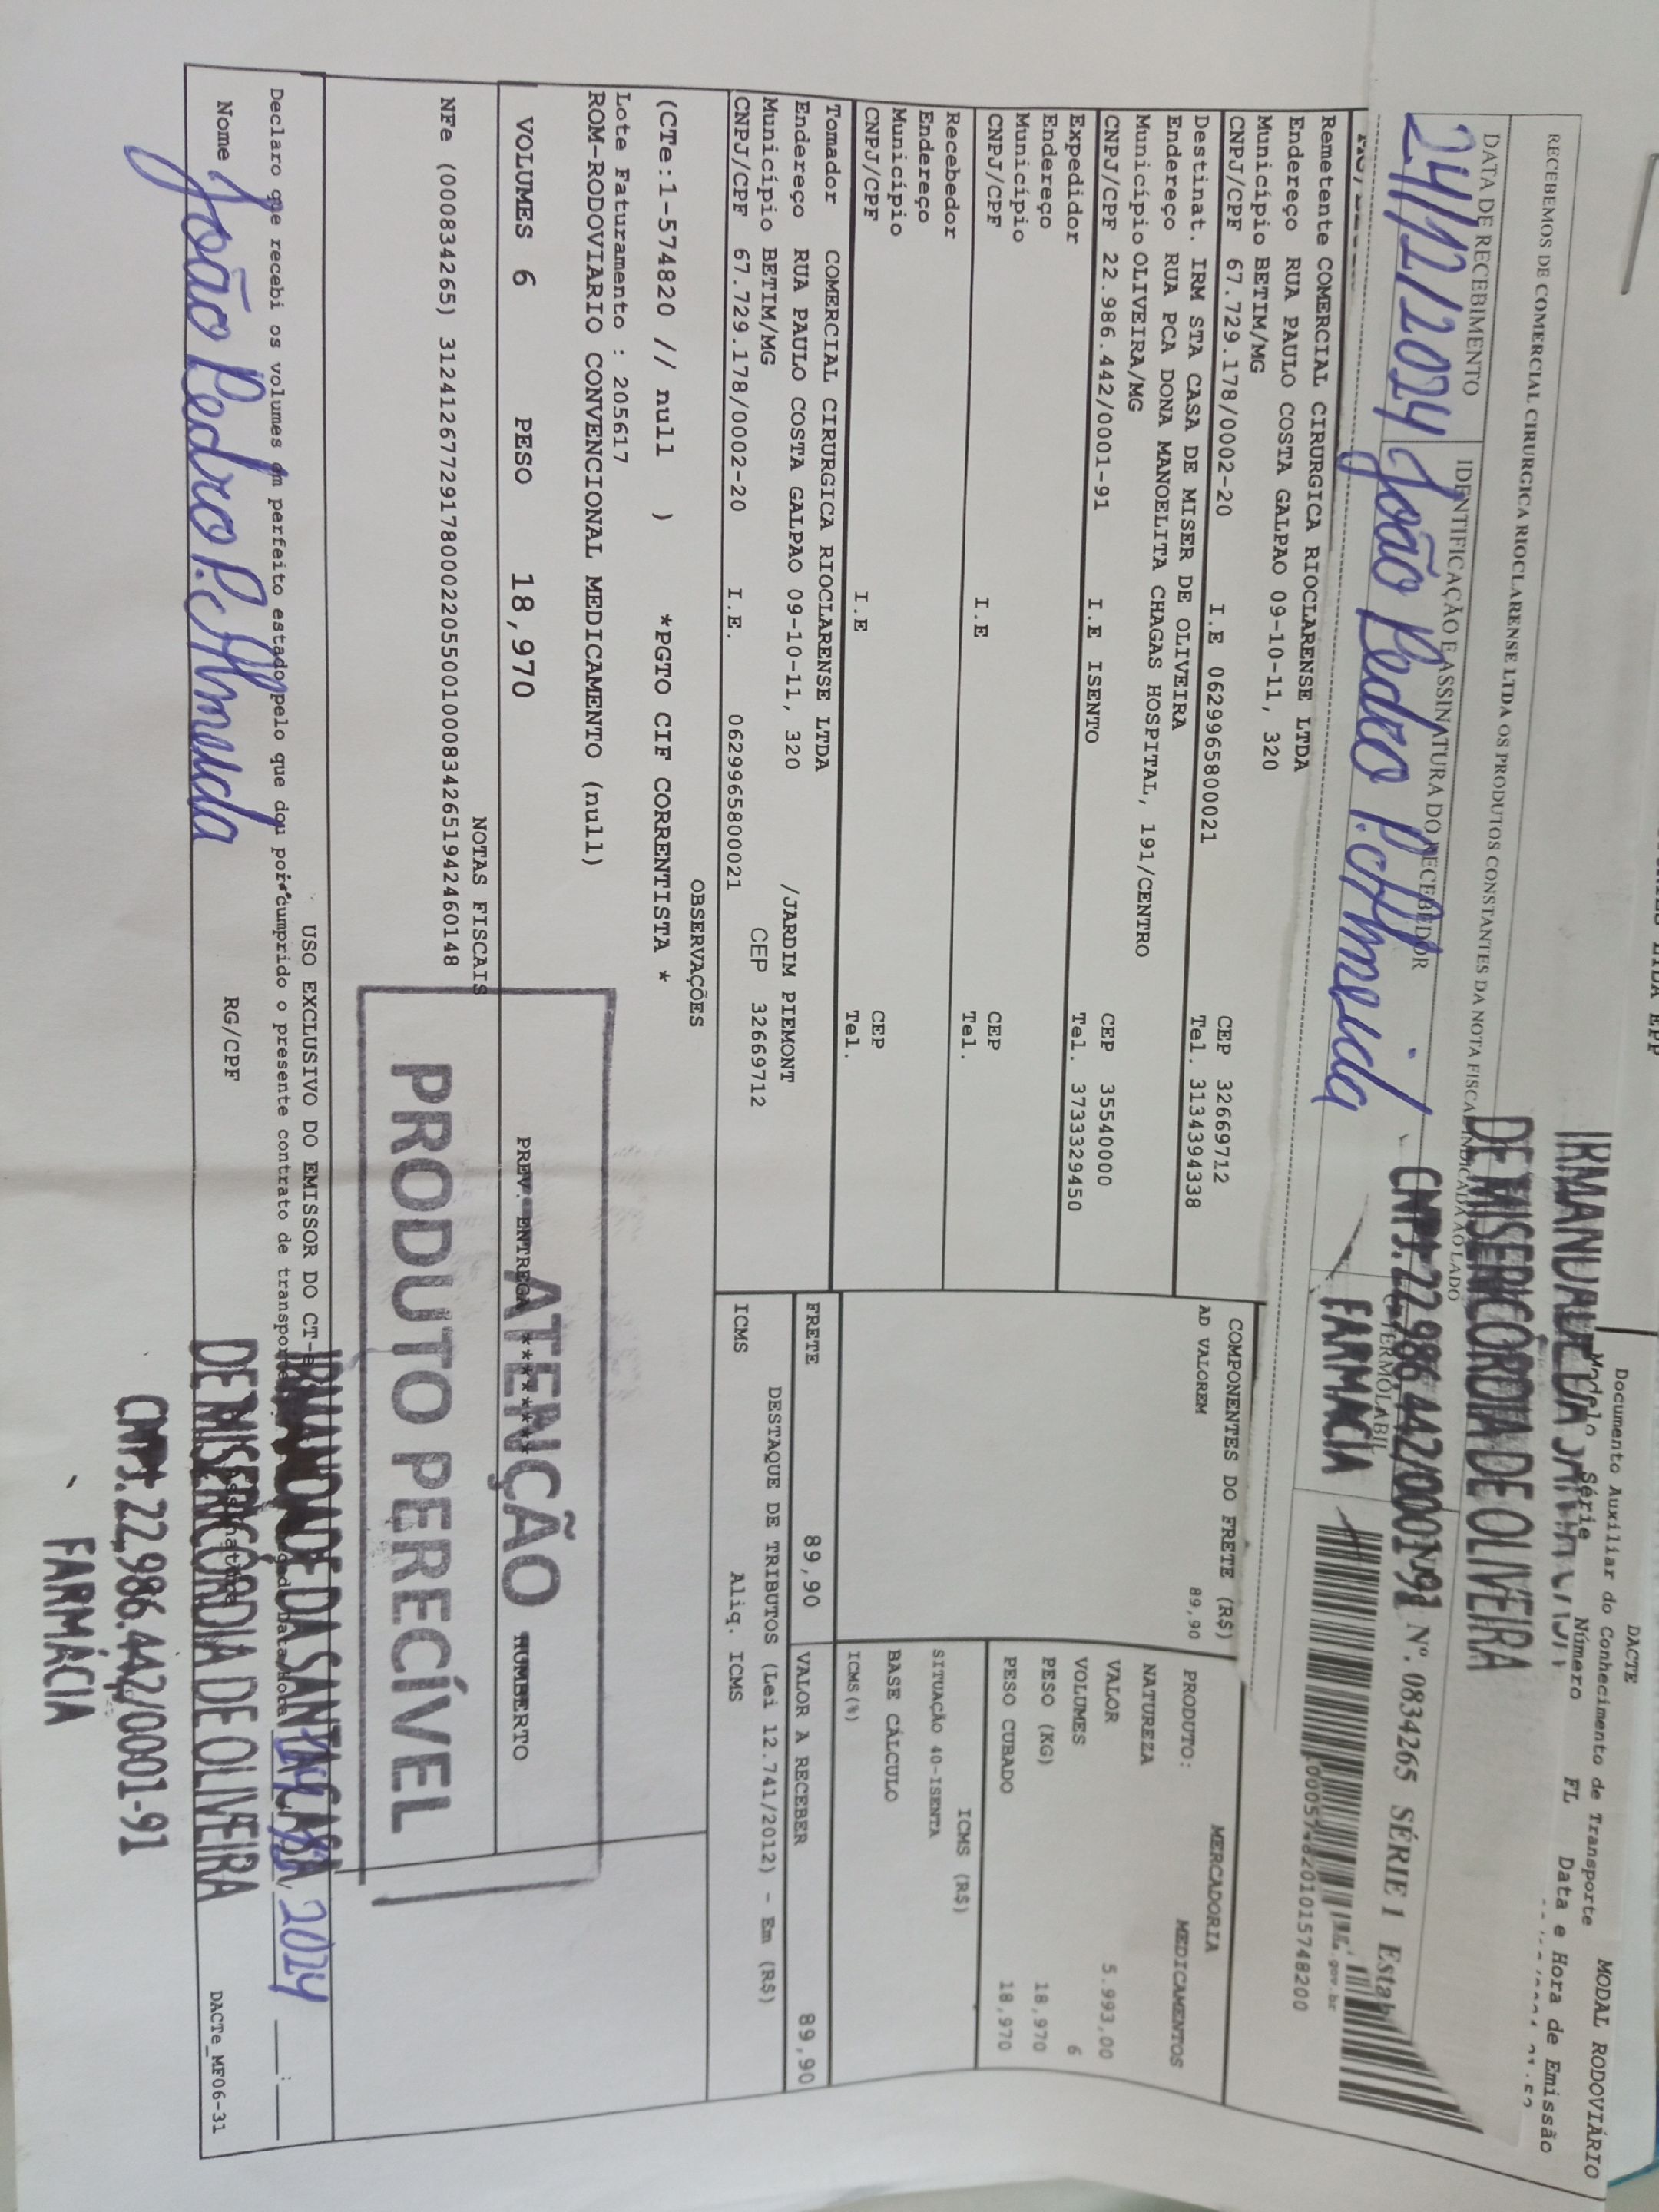 DACTE
Documento Auxiliar do Conhecimento de Transporte
MODAL RODOVIÁRIO
Modelo Série Número FL Data e Hora de Emissão
RECEBEMOS DE COMERCIAL CIRURGICA RIOCLARENSE LTDA OS PRODUTOS CONSTANTES DA NOTA FISCAL INDICADA AO LADO
DATA DE RECEBIMENTO
IDENTIFICAÇÃO E ASSINATURA DO RECEBEDOR
TERMOLABIL
24/12/2024 João Pedro P. Almeida
Nº. 0834265 SÉRIE 1 Estab
IRMANDADE DA
DE MISERICÓRDIA DE OLIVEIRA
CNPJ: 22.986.442/0001-91
FARMÁCIA
Remetente COMERCIAL CIRURGICA RIOCLARENSE LTDA
Endereço RUA PAULO COSTA GALPAO 09-10-11, 320
Município BETIM/MG CEP 32669712
CNPJ/CPF 67.729.178/0002-20 I.E 0629965800021 Tel. 3134394338
Destinat. IRM STA CASA DE MISER DE OLIVEIRA
Endereço RUA PCA DONA MANOELITA CHAGAS HOSPITAL, 191/CENTRO
Município OLIVEIRA/MG CEP 35540000
CNPJ/CPF 22.986.442/0001-91 I.E ISENTO Tel. 3733329450
Expedidor
Endereço
Município CEP
CNPJ/CPF I.E Tel.
Recebedor
Endereço
Município CEP
CNPJ/CPF I.E Tel.
Tomador COMERCIAL CIRURGICA RIOCLARENSE LTDA
Endereço RUA PAULO COSTA GALPAO 09-10-11, 320 /JARDIM PIEMONT
Município BETIM/MG CEP 32669712
CNPJ/CPF 67.729.178/0002-20 I.E. 0629965800021
COMPONENTES DO FRETE (R$)
AD VALOREM 89,90
FRETE 89,90
PRODUTO: MERCADORIA
NATUREZA MEDICAMENTOS
VALOR 5.993,00
VOLUMES 6
PESO (KG) 18,970
PESO CUBADO 18,970
ICMS (R$)
SITUAÇÃO 40-ISENTA
BASE CÁLCULO
ICMS(%)
VALOR A RECEBER 89,90
DESTAQUE DE TRIBUTOS (Lei 12.741/2012) - Em (R$)
ICMS Aliq. ICMS
OBSERVAÇÕES
(CTe:1-574820 // null ) *PGTO CIF CORRENTISTA *
Lote Faturamento : 205617
ROM-RODOVIARIO CONVENCIONAL MEDICAMENTO (null)
VOLUMES 6 PESO 18,970 PREV. ENTREGA ******** HUMBERTO
NOTAS FISCAIS
NFe (000834265) 31241267729178000220550010008342651942460148
ATENÇÃO
PRODUTO PERECÍVEL
USO EXCLUSIVO DO EMISSOR DO CT-e
Declaro que recebi os volumes em perfeito estado pelo que dou por cumprido o presente contrato de transporte
2024
Nome João Pedro P. Almeida RG/CPF
IRMANDADE DA SANTA CASA
DE MISERICÓRDIA DE OLIVEIRA
CNPJ: 22.986.442/0001-91
FARMÁCIA
DACTe_MF06-31